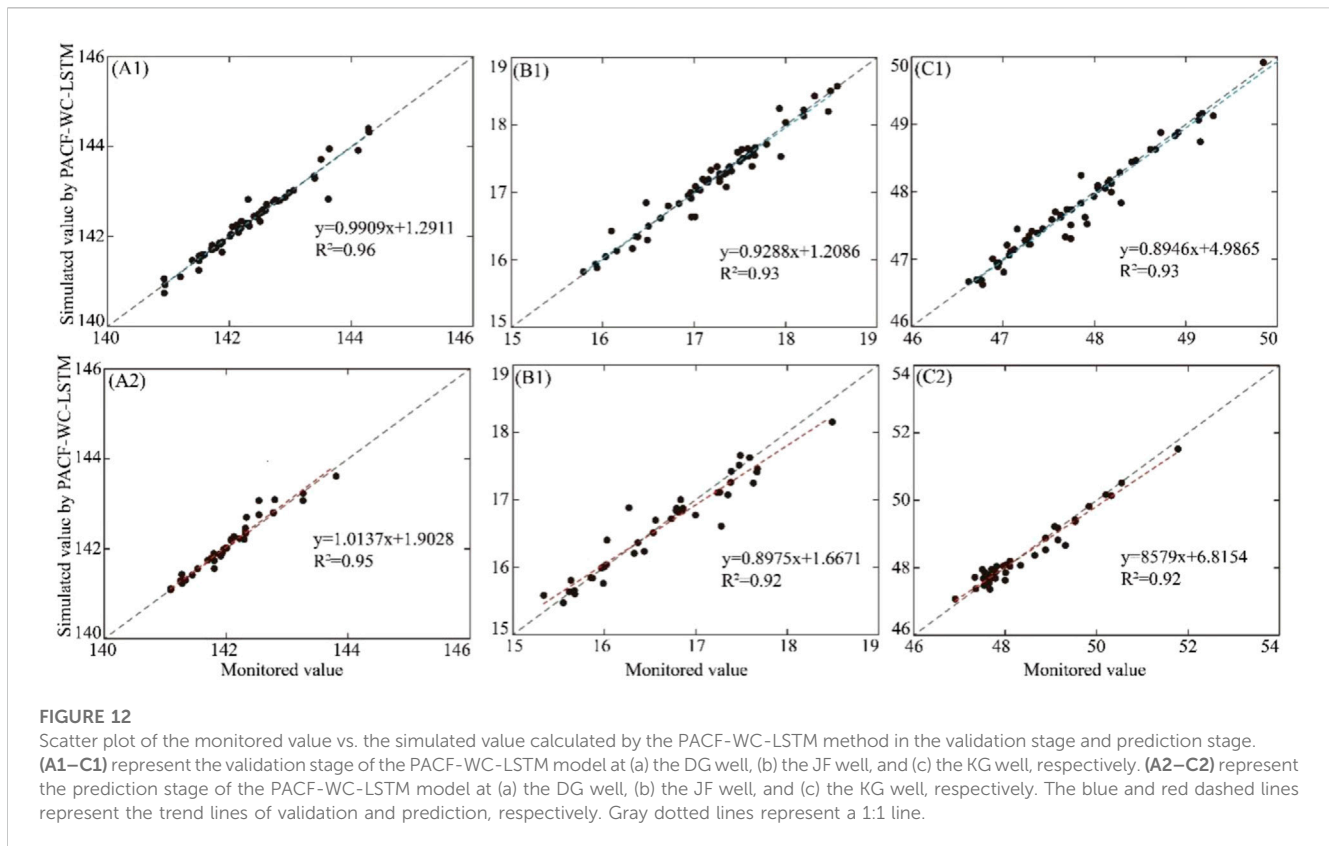 146
(A1)
144
142
140
140
142
144
146
y=0.9909x+1.2911
R²=0.96
Simulated value by PACF-WC-LSTM
19
(B1)
18
17
16
15
15
16
17
18
19
y=0.9288x+1.2086
R²=0.93
50
(C1)
49
48
47
46
46
47
48
49
50
y=0.8946x+4.9865
R²=0.93
146
(A2)
144
142
140
140
142
144
146
y=1.0137x+1.9028
R²=0.95
Simulated value by PACF-WC-LSTM
Monitored value
19
(B1)
18
17
16
15
15
16
17
18
19
y=0.8975x+1.6671
R²=0.92
Monitored value
54
(C2)
52
50
48
46
46
48
50
52
54
y=8579x+6.8154
R²=0.92
Monitored value
FIGURE 12
Scatter plot of the monitored value vs. the simulated value calculated by the PACF-WC-LSTM method in the validation stage and prediction stage.
(A1–C1) represent the validation stage of the PACF-WC-LSTM model at (a) the DG well, (b) the JF well, and (c) the KG well, respectively. (A2–C2) represent
the prediction stage of the PACF-WC-LSTM model at (a) the DG well, (b) the JF well, and (c) the KG well, respectively. The blue and red dashed lines
represent the trend lines of validation and prediction, respectively. Gray dotted lines represent a 1:1 line.